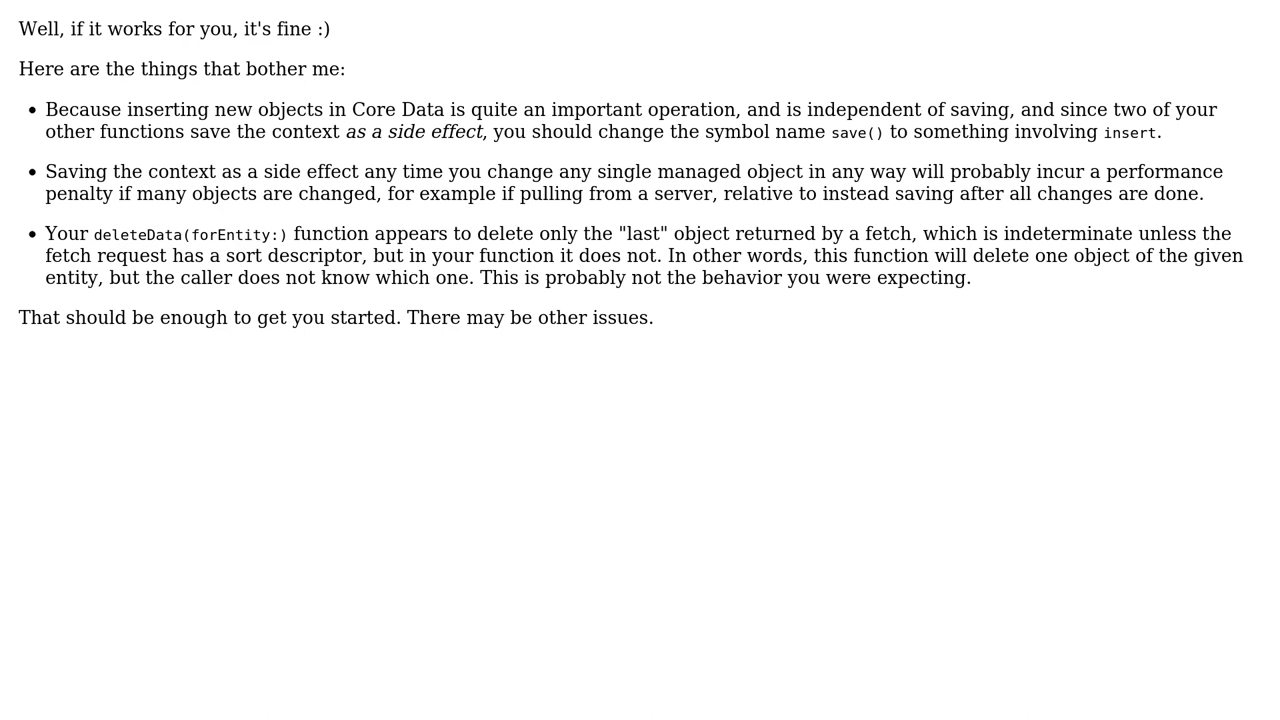 Well, if it works for you, it's fine :)
Here are the things that bother me:
• Because inserting new objects in Core Data is quite an important operation, and is independent of saving, and since two of your
other functions save the context as a side effect, you should change the symbol name save() to something involving insert.
• Saving the context as a side effect any time you change any single managed object in any way will probably incur a performance
penalty if many objects are changed, for example if pulling from a server, relative to instead saving after all changes are done.
• Your deleteData(forEntity:) function appears to delete only the "last" object returned by a fetch, which is indeterminate unless the
fetch request has a sort descriptor, but in your function it does not. In other words, this function will delete one object of the given
entity, but the caller does not know which one. This is probably not the behavior you were expecting.
That should be enough to get you started. There may be other issues.